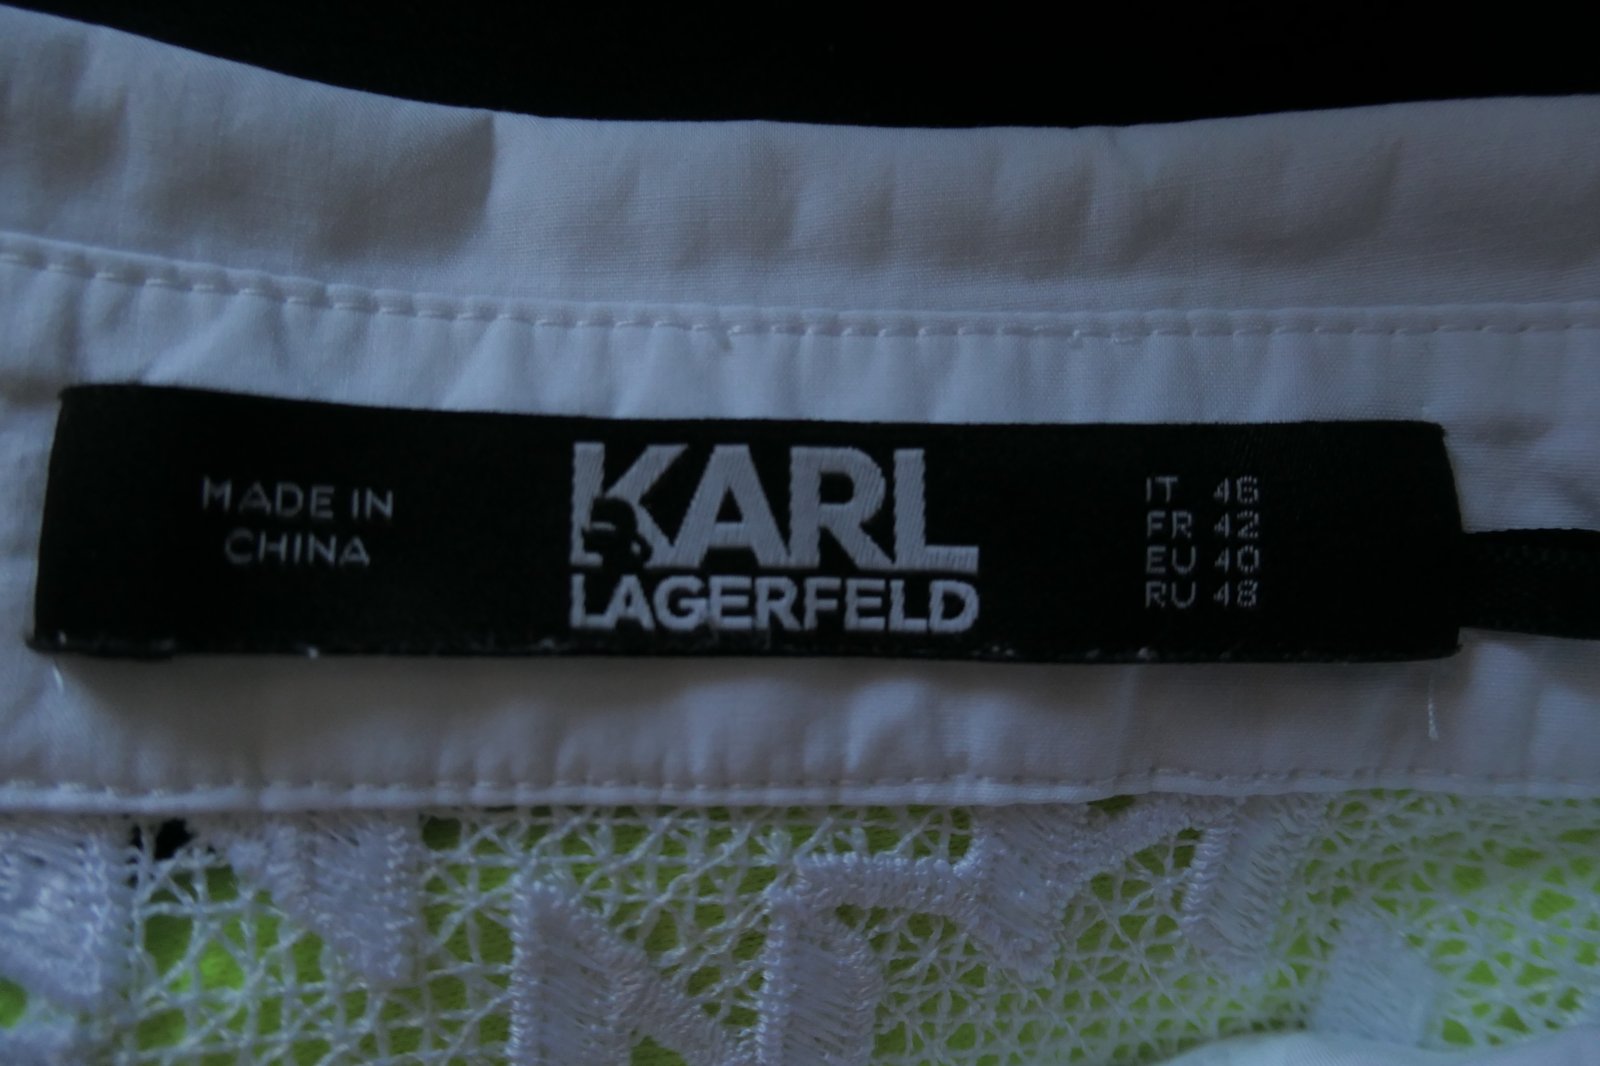 MADE IN
CHINA
KARL
LAGERFELD
IT 46
FR 42
EU 40
RU 48